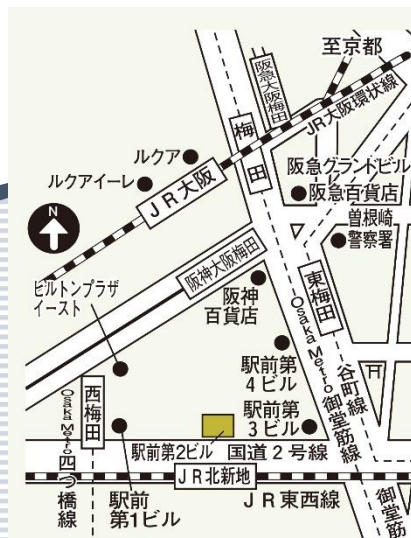 至京都
阪急大阪梅田
JR大阪環状線
梅田
ルクア
ルクアイーレ
JR大阪
阪急グランドビル
阪急百貨店
曽根崎
警察署
N
阪神大阪梅田
ヒルトンプラザ
イースト
阪神
百貨店
東梅田
Osaka Metro 谷町線
Osaka Metro 御堂筋線
駅前第
4ビル
西梅田
Osaka Metro 四つ橋線
駅前第
3ビル
駅前第2ビル
国道2号線
JR北新地
駅前
第1ビル
JR東西線
御堂筋